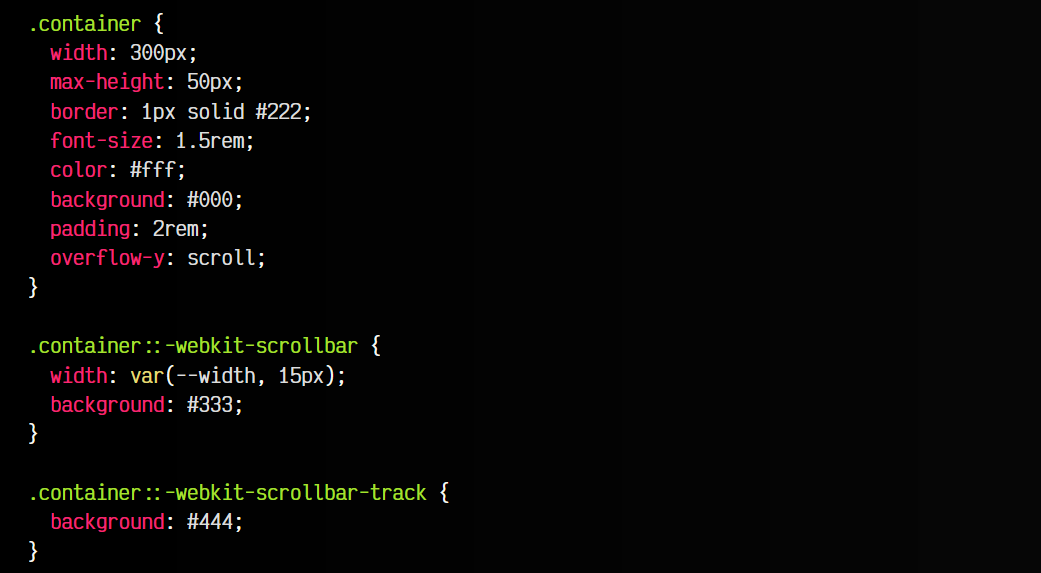 .container {
  width: 300px;
  max-height: 50px;
  border: 1px solid #222;
  font-size: 1.5rem;
  color: #fff;
  background: #000;
  padding: 2rem;
  overflow-y: scroll;
}

.container::-webkit-scrollbar {
  width: var(--width, 15px);
  background: #333;
}

.container::-webkit-scrollbar-track {
  background: #444;
}